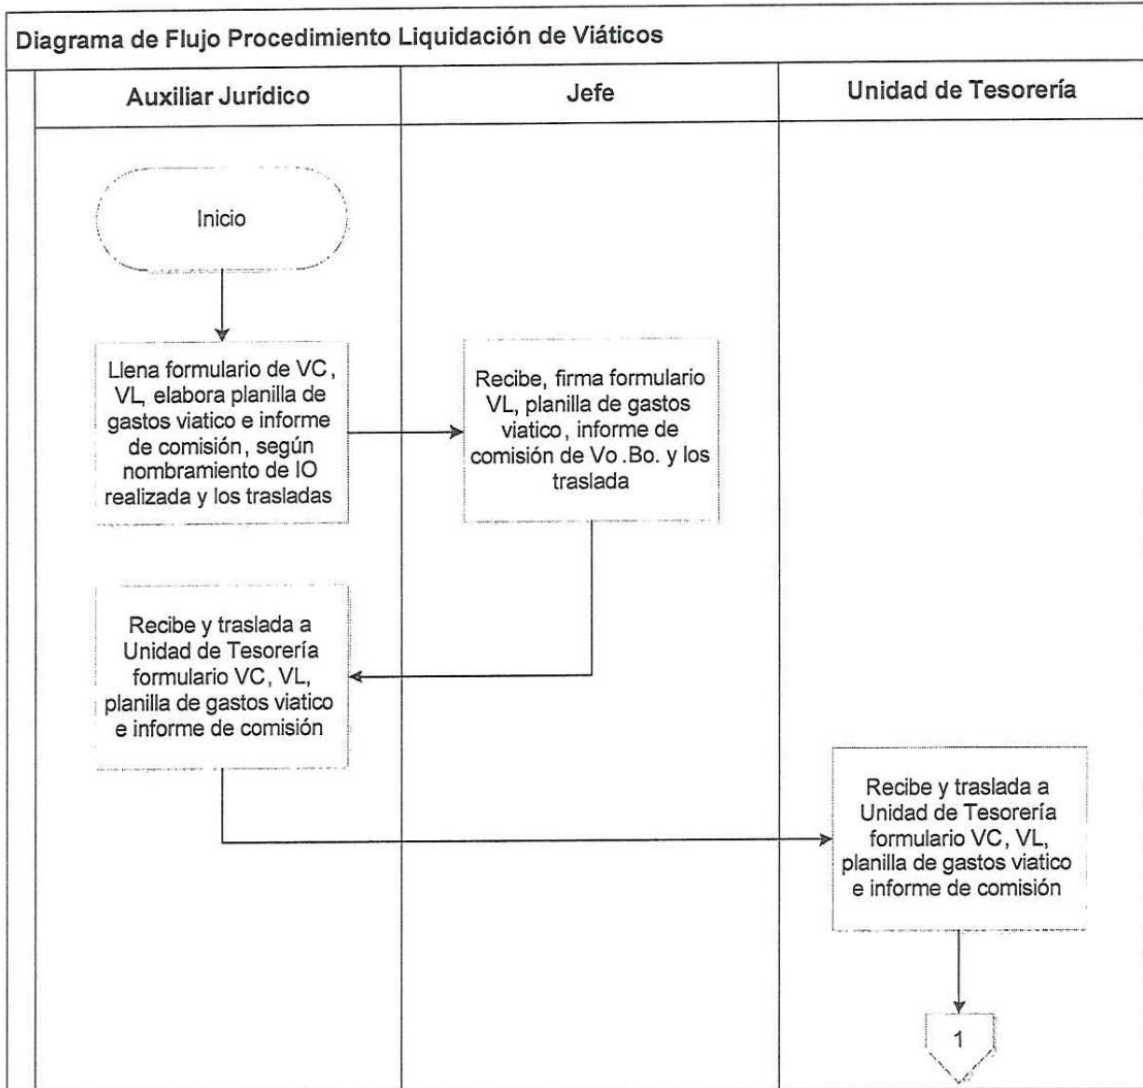 Diagrama de Flujo Procedimiento Liquidación de Viáticos
Auxiliar Jurídico
Jefe
Unidad de Tesorería
Inicio
Llena formulario de VC,
VL, elabora planilla de
gastos viatico e informe
de comisión, según
nombramiento de IO
realizada y los trasladas
Recibe, firma formulario
VL, planilla de gastos
viatico, informe de
comisión de Vo.Bo. y los
traslada
Recibe y traslada a
Unidad de Tesorería
formulario VC, VL,
planilla de gastos viatico
e informe de comisión
Recibe y traslada a
Unidad de Tesorería
formulario VC, VL,
planilla de gastos viatico
e informe de comisión
1